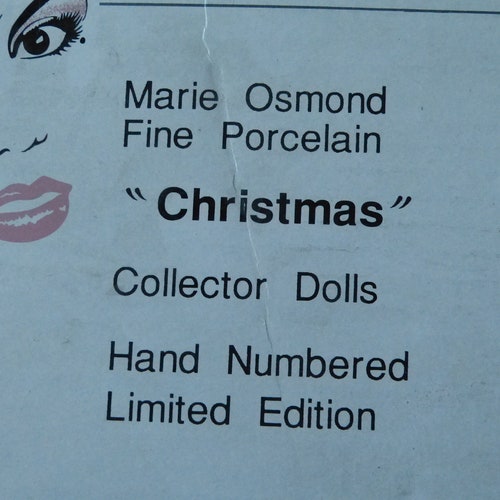 Marie Osmond
Fine Porcelain
"Christmas"
Collector Dolls
Hand Numbered
Limited Edition